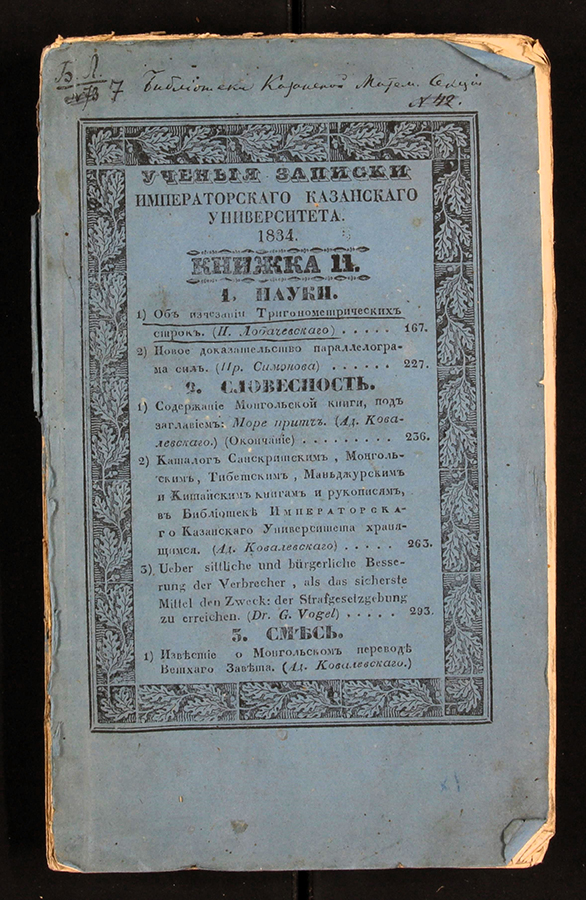 Б. Л.
№73 7 Библіотека Казанской Матем. Секціи
№ 42.
УЧЕНЫЯ ЗАПИСКИ
ИМПЕРАТОРСКАГО КАЗАНСКАГО
УНИВЕРСИТЕТА.
1834.
КНИЖКА II.
1. НАУКИ.
1) Объ изчезаніи Тригонометрическихъ
строкъ. (Н. Лобачевскаго) . . . . . 167.
2) Новое доказательство параллелогра-
ма силъ. (Пр. Симонова) . . . . . . 227.
2. СЛОВЕСНОСТЬ.
1) Содержаніе Монгольской книги, подъ
заглавіемъ: Море притчъ. (Ад. Кова-
левскаго.) (Окончаніе) . . . . . . . . . 236.
2) Каталогъ Санскритскимъ, Монголь-
скимъ, Тибетскимъ, Маньджурскимъ
и Китайскимъ книгамъ и рукописямъ,
въ Библіотекѣ ИМПЕРАТОРСКА-
го Казанскаго Университета храня-
щимся. (Ад. Ковалевскаго) . . . . . 263.
3) Ueber sittliche und bürgerliche Besse-
rung der Verbrecher, als das sicherste
Mittel den Zweck: der Strafgesetzgebung
zu erreichen. (Dr. G. Vogel) . . . . . 293.
3. СМѢСЬ.
1) Извѣстіе о Монгольскомъ переводѣ
Ветхаго Завѣта. (Ад. Ковалевскаго.)